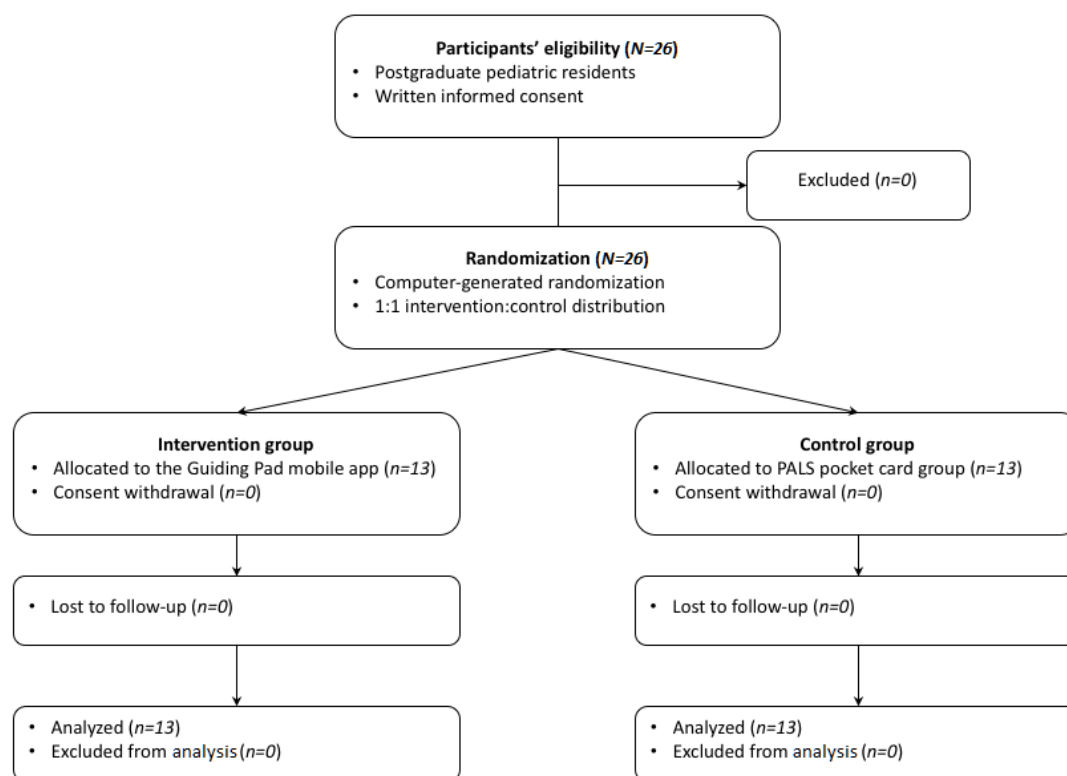 Participants' eligibility (N=26)
• Postgraduate pediatric residents
• Written informed consent
Excluded (n=0)
Randomization (N=26)
• Computer-generated randomization
• 1:1 intervention:control distribution
Intervention group
• Allocated to the Guiding Pad mobile app (n=13)
• Consent withdrawal (n=0)
Control group
• Allocated to PALS pocket card group (n=13)
• Consent withdrawal (n=0)
• Lost to follow-up (n=0)
• Lost to follow-up (n=0)
• Analyzed (n=13)
• Excluded from analysis (n=0)
• Analyzed (n=13)
• Excluded from analysis (n=0)